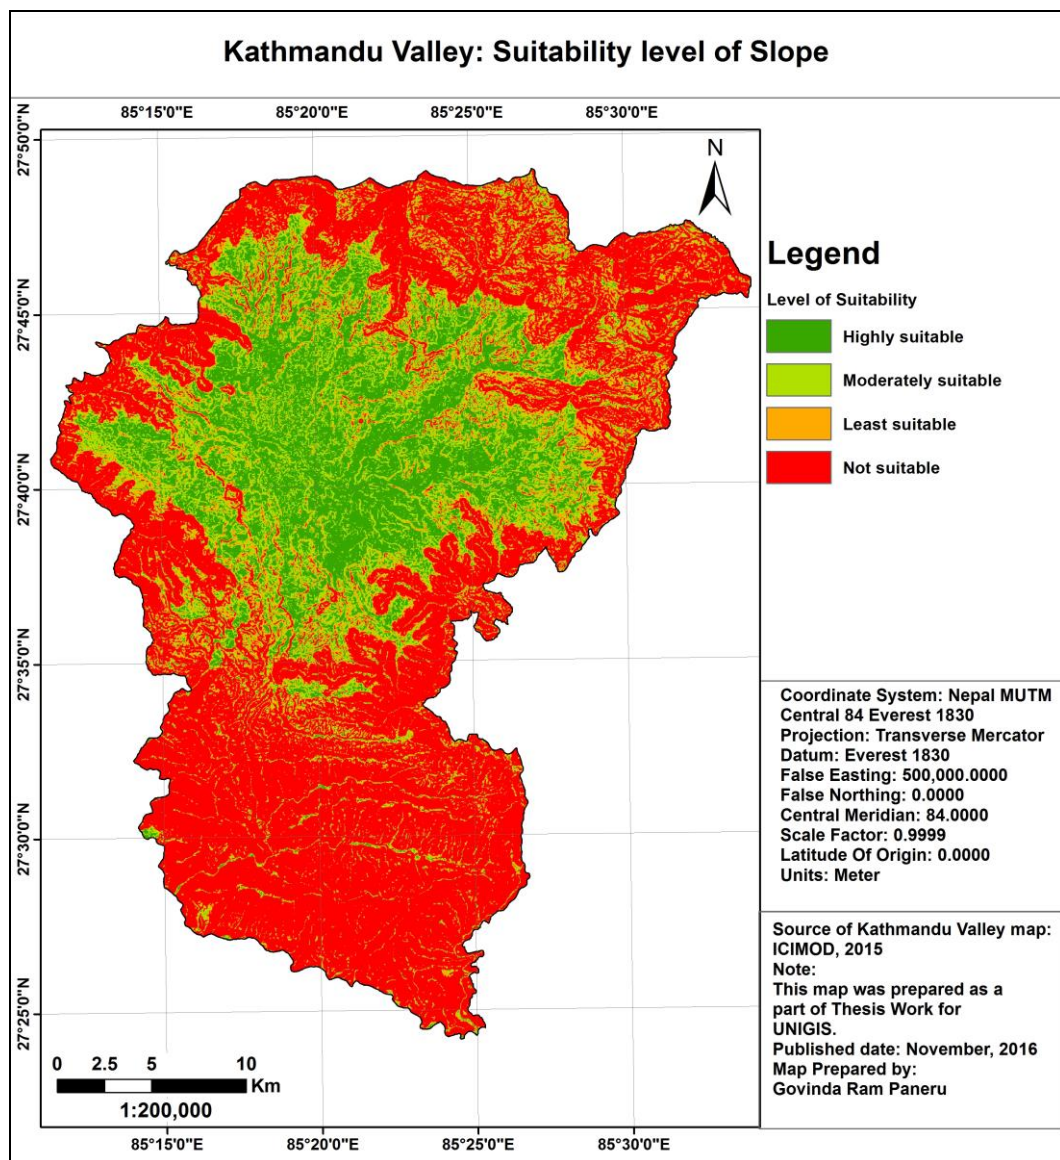 Kathmandu Valley: Suitability level of Slope
85°15'0"E 85°20'0"E 85°25'0"E 85°30'0"E
27°50'0"N
27°45'0"N
27°40'0"N
27°35'0"N
27°30'0"N
27°25'0"N
N
Legend
Level of Suitability
Highly suitable
Moderately suitable
Least suitable
Not suitable
Coordinate System: Nepal MUTM
Central 84 Everest 1830
Projection: Transverse Mercator
Datum: Everest 1830
False Easting: 500,000.0000
False Northing: 0.0000
Central Meridian: 84.0000
Scale Factor: 0.9999
Latitude Of Origin: 0.0000
Units: Meter
Source of Kathmandu Valley map:
ICIMOD, 2015
Note:
This map was prepared as a
part of Thesis Work for
UNIGIS.
Published date: November, 2016
Map Prepared by:
Govinda Ram Paneru
0 2.5 5 10
Km
1:200,000
85°15'0"E 85°20'0"E 85°25'0"E 85°30'0"E